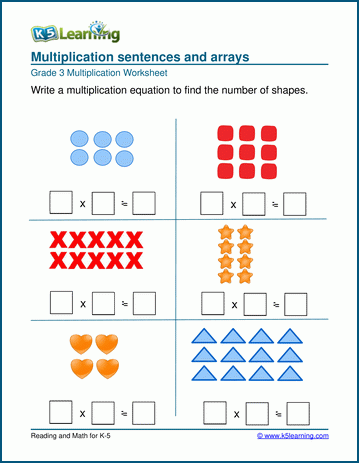 K5 Learning
Multiplication sentences and arrays
Grade 3 Multiplication Worksheet
Write a multiplication equation to find the number of shapes.
x = x =
XXXXX
XXXXX
x = x =
x = x =
Reading and Math for K-5 © www.k5learning.com